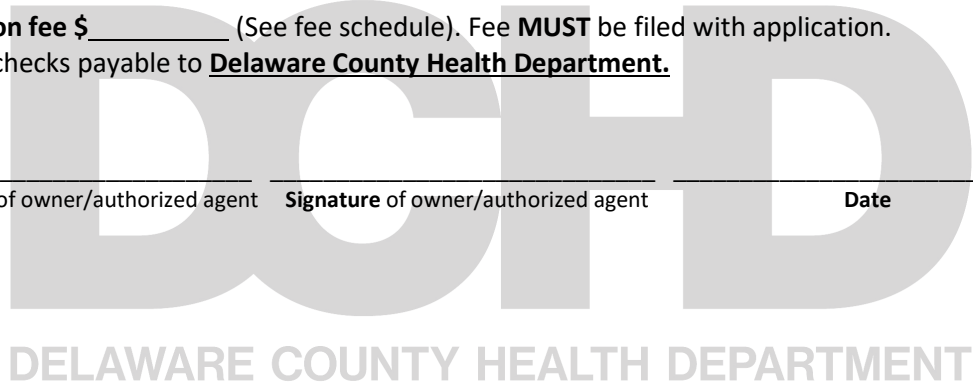 on fee $__________ (See fee schedule). Fee MUST be filed with application.
checks payable to Delaware County Health Department.
of owner/authorized agent Signature of owner/authorized agent Date
DCHD
DELAWARE COUNTY HEALTH DEPARTMENT